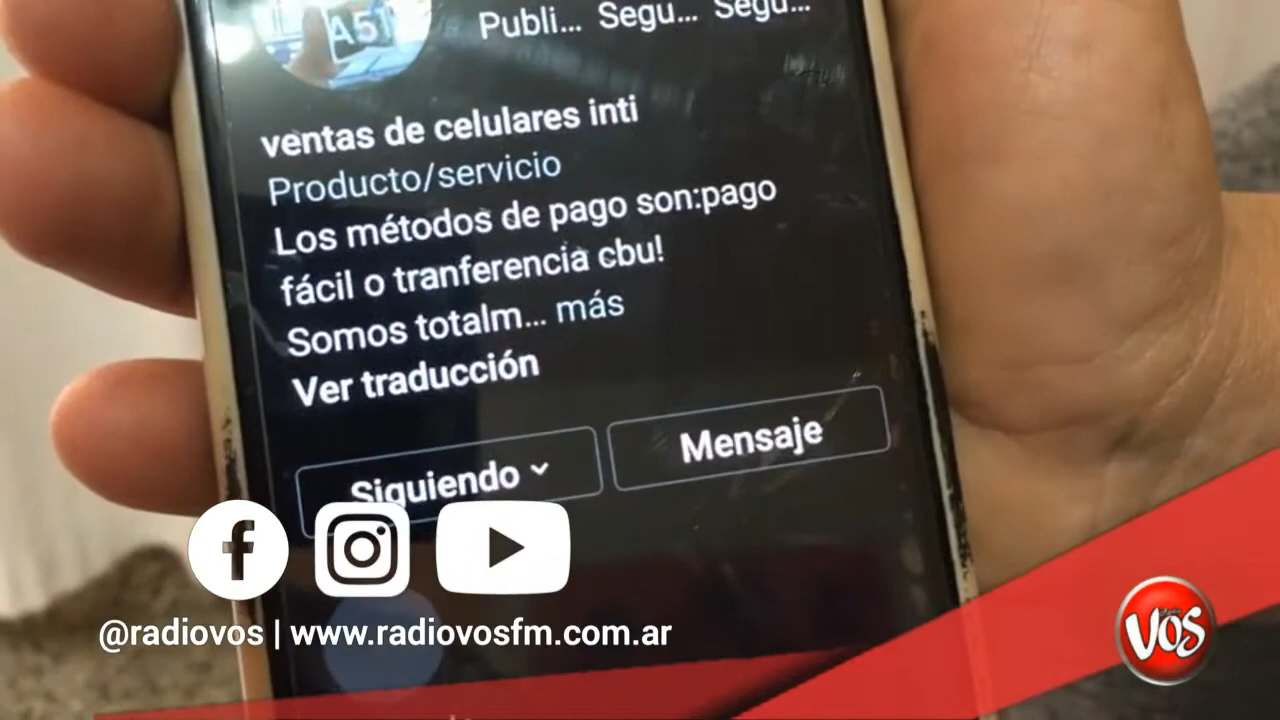 A51
Publi... Segu... Segu...
ventas de celulares inti
Producto/servicio
Los métodos de pago son:pago
fácil o tranferencia cbu!
Somos totalm... más
Ver traducción
Siguiendo
Mensaje
@radiovos | www.radiovosfm.com.ar
VOS